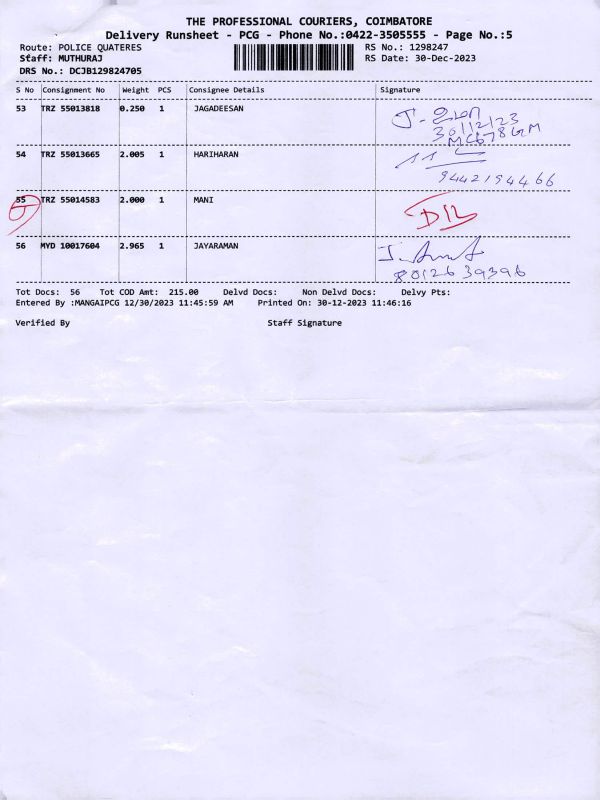 THE PROFESSIONAL COURIERS, COIMBATORE
Delivery Runsheet - PCG - Phone No.:0422-3505555 - Page No.:5
Route: POLICE QUATERES RS No.: 1298247
Staff: MUTHURAJ RS Date: 30-Dec-2023
DRS No.: DCJB129824705
S No Consignment No Weight PCS Consignee Details Signature
53 TRZ 55013818 0.250 1 JAGADEESAN
30/12/23
54 TRZ 55013665 2.005 1 HARIHARAN
9442194466
55 TRZ 55014583 2.000 1 MANI
56 MYD 10017604 2.965 1 JAYARAMAN
8012639396
Tot Docs: 56 Tot COD Amt: 215.00 Delvd Docs: Non Delvd Docs: Delvy Pts:
Entered By :MANGAIPCG 12/30/2023 11:45:59 AM Printed On: 30-12-2023 11:46:16
Verified By Staff Signature